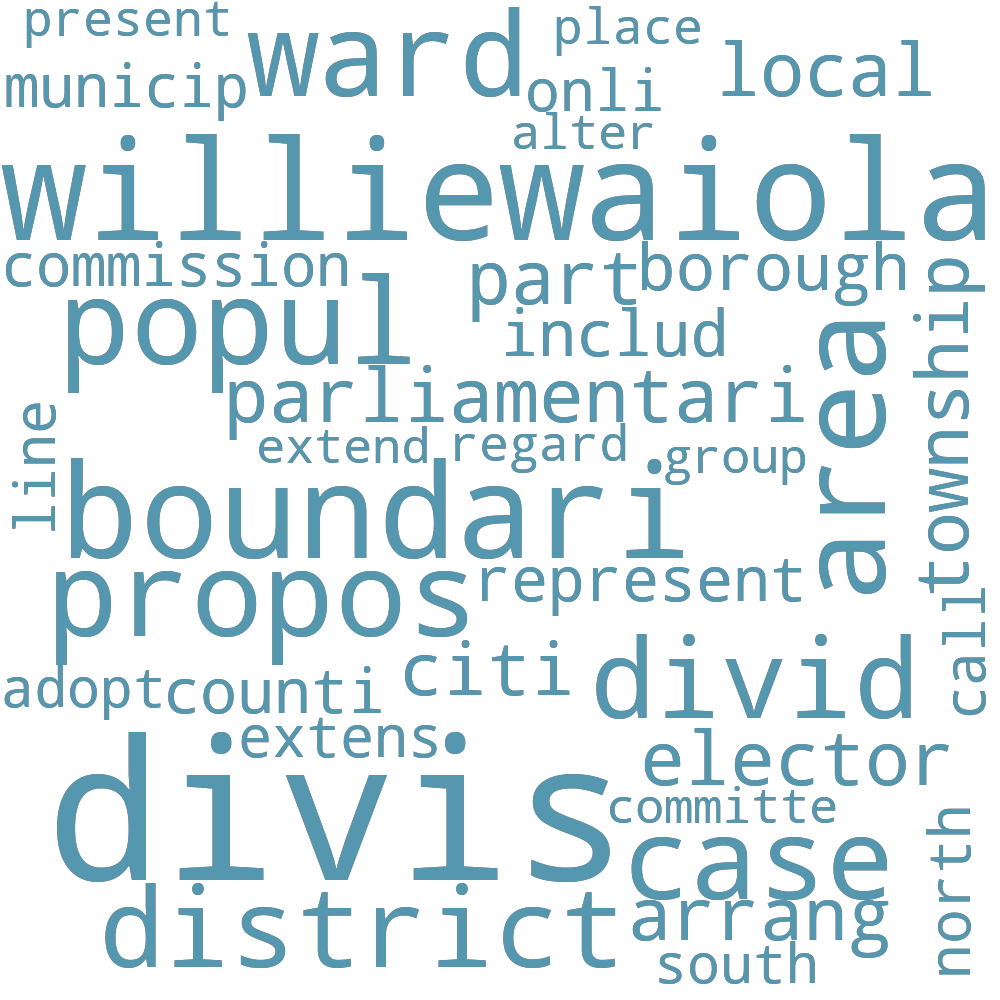 present
ward
place
local
municip
onli
alter
williewaiola
commission
part
borough
popul
includ
township
area
parliamentari
line
extend
regard
group
boundari
propos
represent
call
citi
divid
adopt
counti
extens
elector
divis
committe
case
north
district
arrang
south